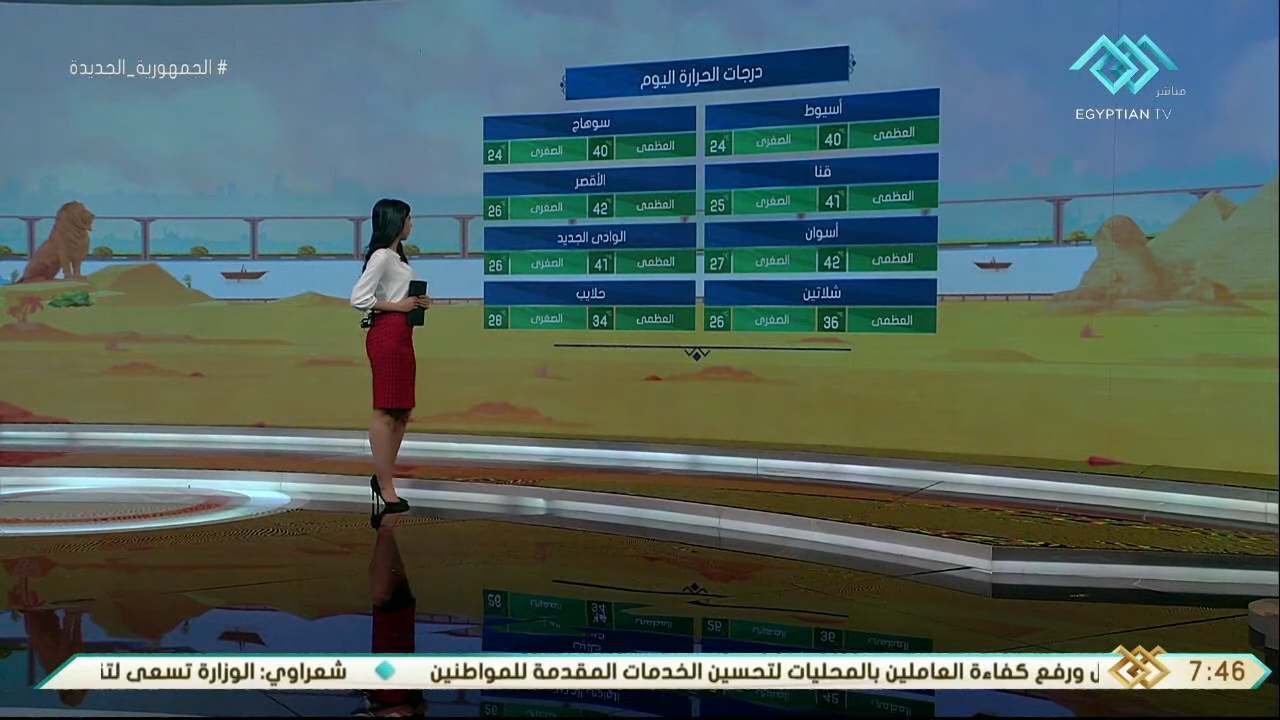 # الجمهورية_الجديدة
مباشر
EGYPTIAN TV
درجات الحرارة اليوم
أسيوط
العظمى 40° الصغرى 24°
سوهاج
العظمى 40° الصغرى 24°
قنا
العظمى 41° الصغرى 25°
الأقصر
العظمى 42° الصغرى 26°
أسوان
العظمى 42° الصغرى 27°
الوادى الجديد
العظمى 41° الصغرى 26°
شلاتين
العظمى 36° الصغرى 26°
حلايب
العظمى 34° الصغرى 28°
7:46
ورفع كفاءة العاملين بالمحليات لتحسين الخدمات المقدمة للمواطنين
شعراوي: الوزارة تسعى